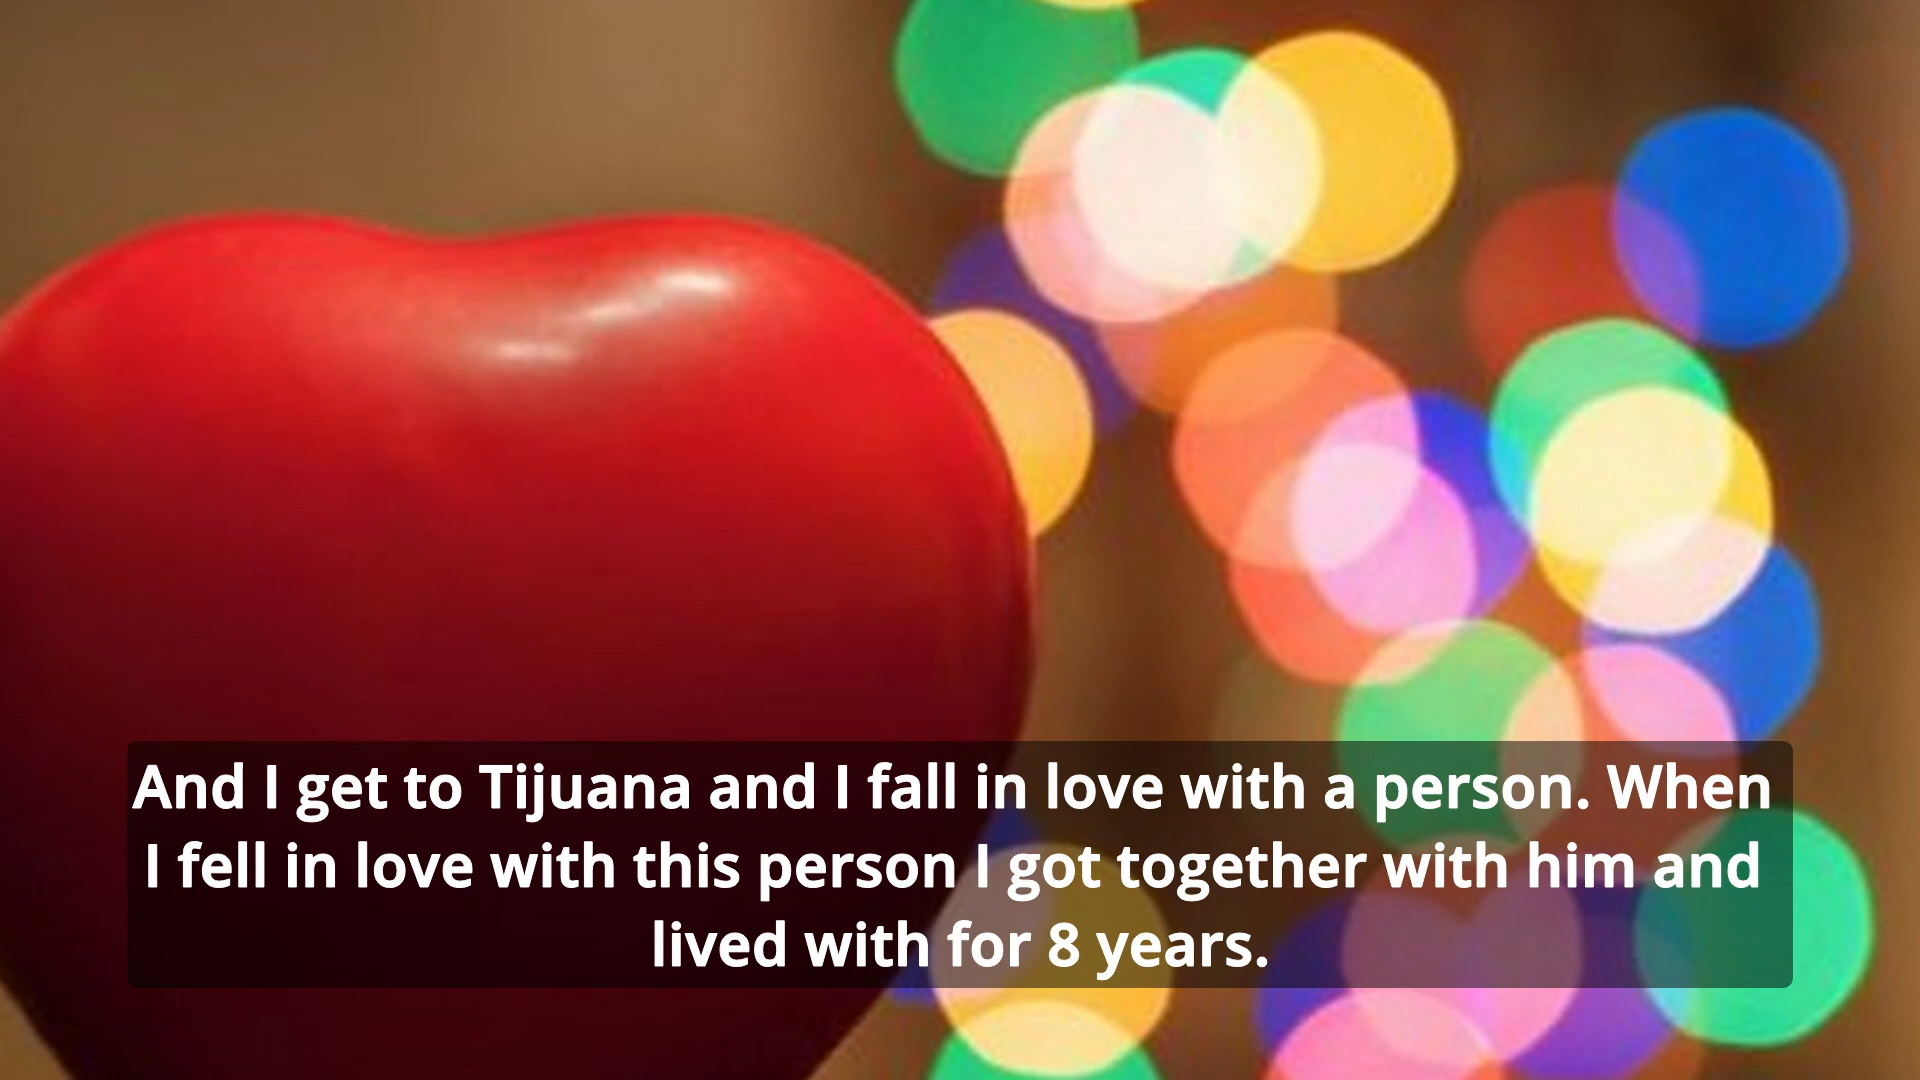 And I get to Tijuana and I fall in love with a person. When
I fell in love with this person I got together with him and
lived with for 8 years.